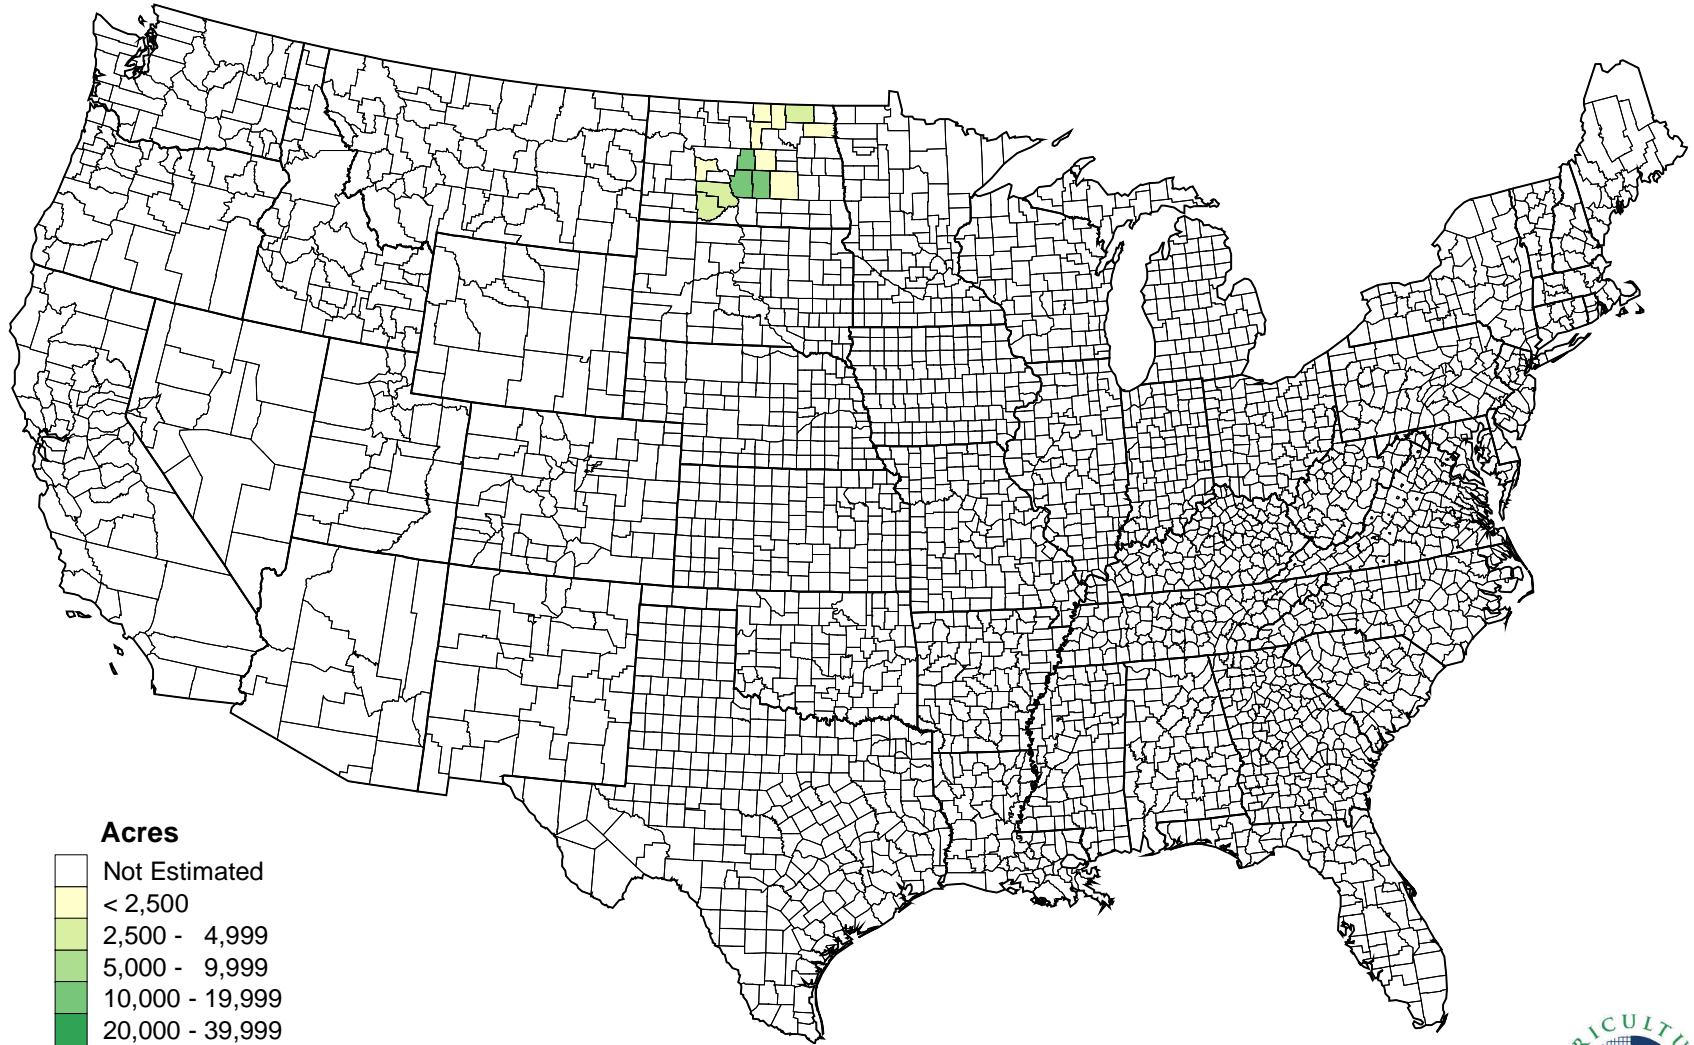 Acres
Not Estimated
< 2,500
2,500 - 4,999
5,000 - 9,999
10,000 - 19,999
20,000 - 39,999
RICULTU